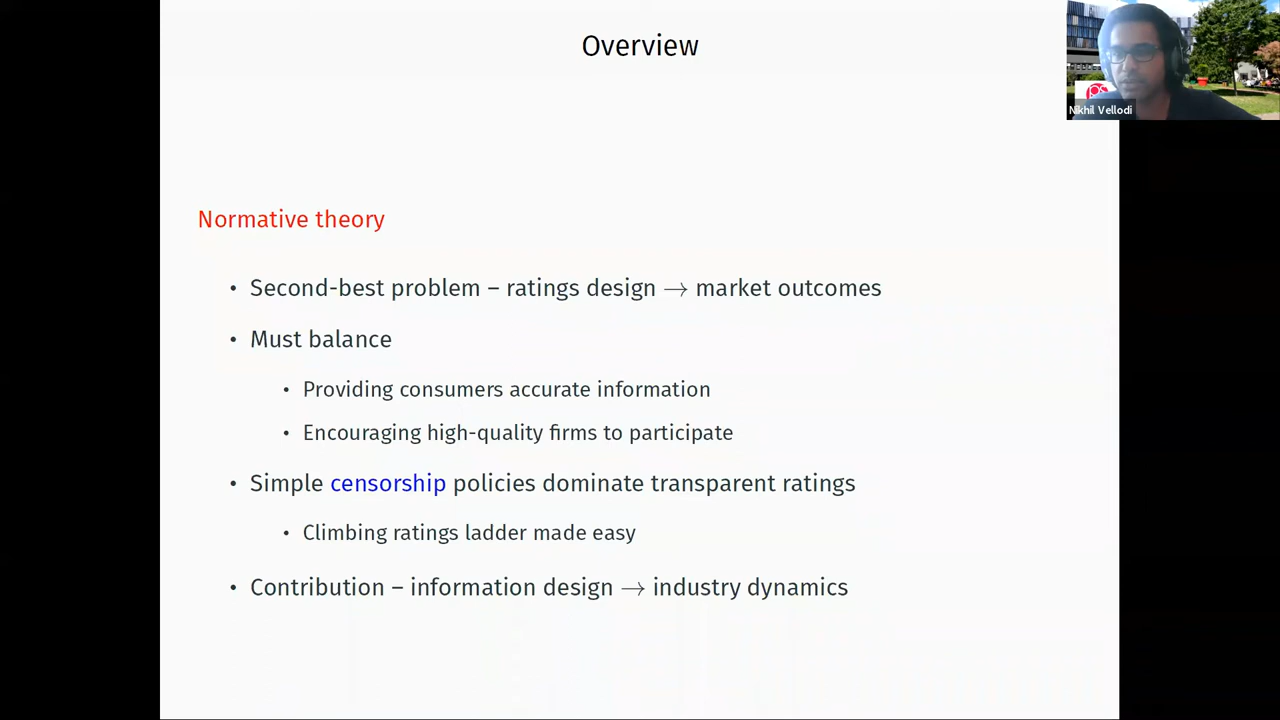 Overview
Nikhil Vellodi
Normative theory
• Second-best problem – ratings design → market outcomes
• Must balance
• Providing consumers accurate information
• Encouraging high-quality firms to participate
• Simple censorship policies dominate transparent ratings
• Climbing ratings ladder made easy
• Contribution – information design → industry dynamics